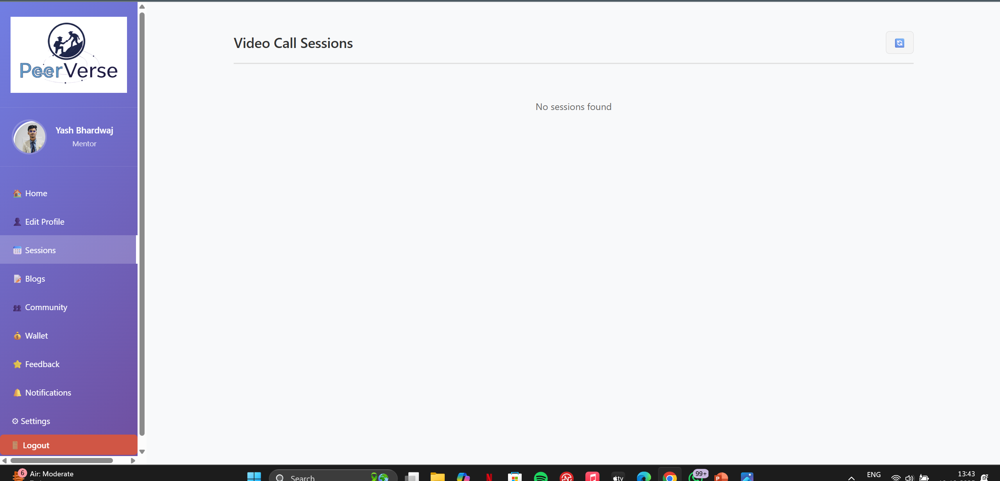 PeerVerse
Yash Bhardwaj
Mentor
Home
Edit Profile
Sessions
Blogs
Community
Wallet
Feedback
Notifications
Settings
Logout
Video Call Sessions
No sessions found
6
Air: Moderate
Search
tv
99+
P
ENG
13:43